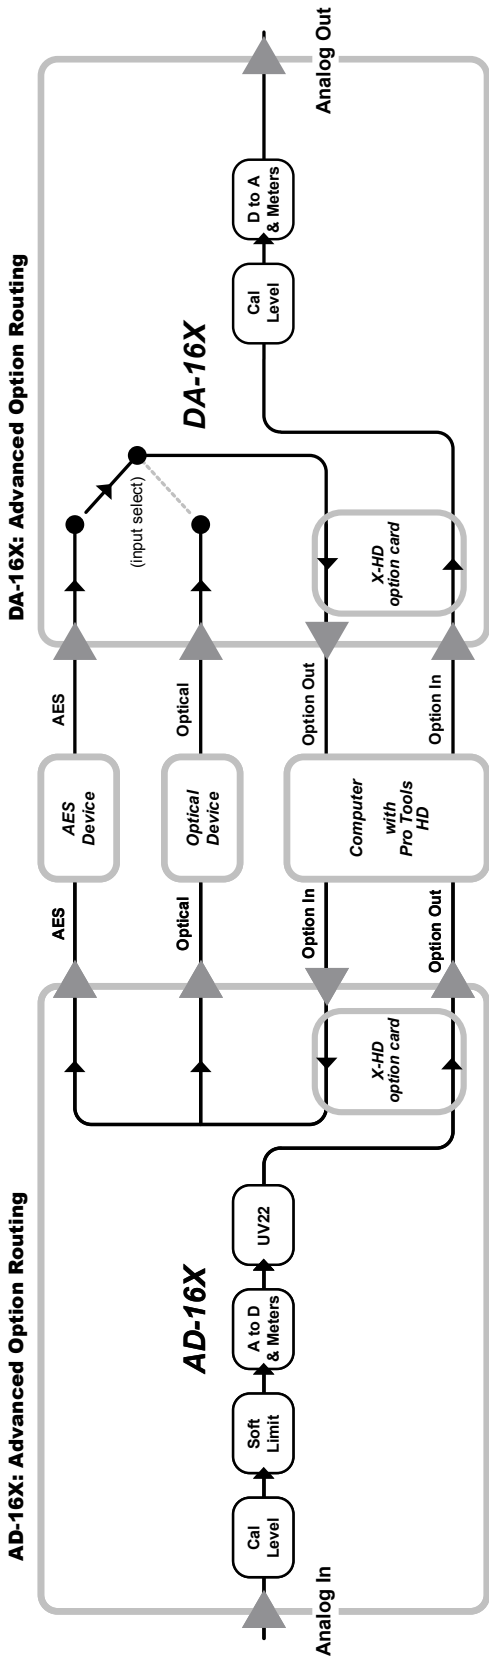 AD-16X: Advanced Option Routing
DA-16X: Advanced Option Routing
AD-16X
DA-16X
Analog In
Cal
Level
Soft
Limit
A to D
& Meters
UV22
X-HD
option card
AES
Optical
Option In
Option Out
AES
Device
Optical
Device
Computer
with
Pro Tools
HD
AES
Optical
Option Out
Option In
(input select)
X-HD
option card
Cal
Level
D to A
& Meters
Analog Out